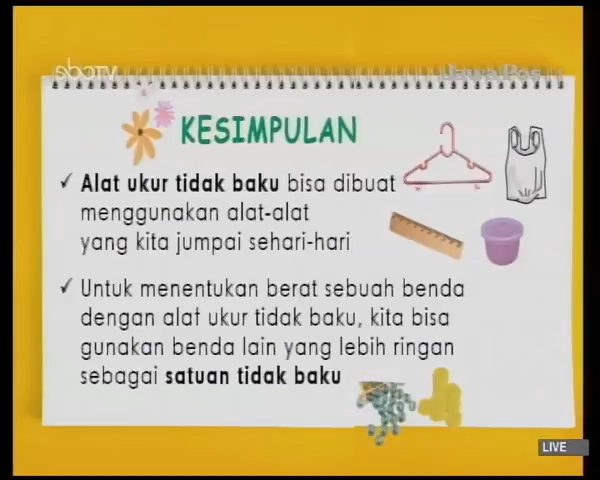 sbotv
JawaPos
KESIMPULAN
✓ Alat ukur tidak baku bisa dibuat
menggunakan alat-alat
yang kita jumpai sehari-hari
✓ Untuk menentukan berat sebuah benda
dengan alat ukur tidak baku, kita bisa
gunakan benda lain yang lebih ringan
sebagai satuan tidak baku
LIVE